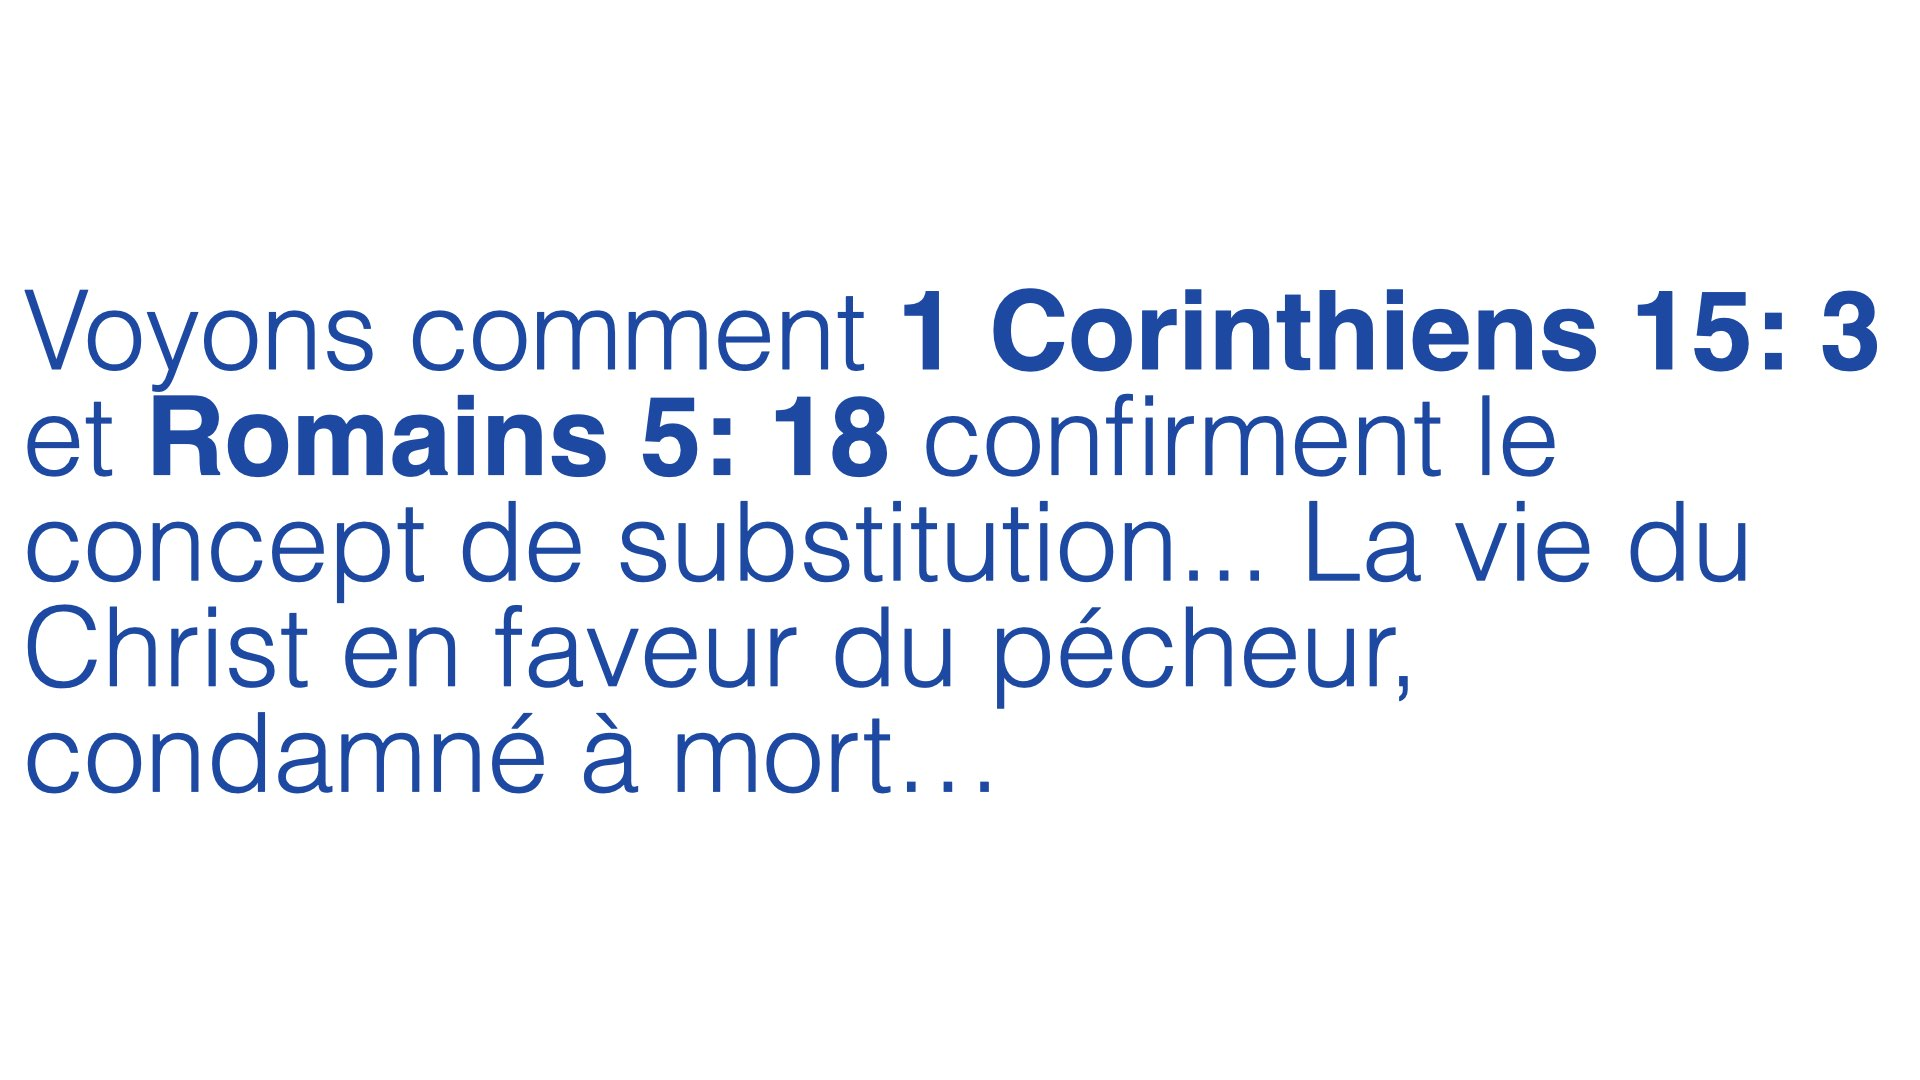 Voyons comment 1 Corinthiens 15: 3
et Romains 5: 18 confirment le
concept de substitution... La vie du
Christ en faveur du pécheur,
condamné à mort…